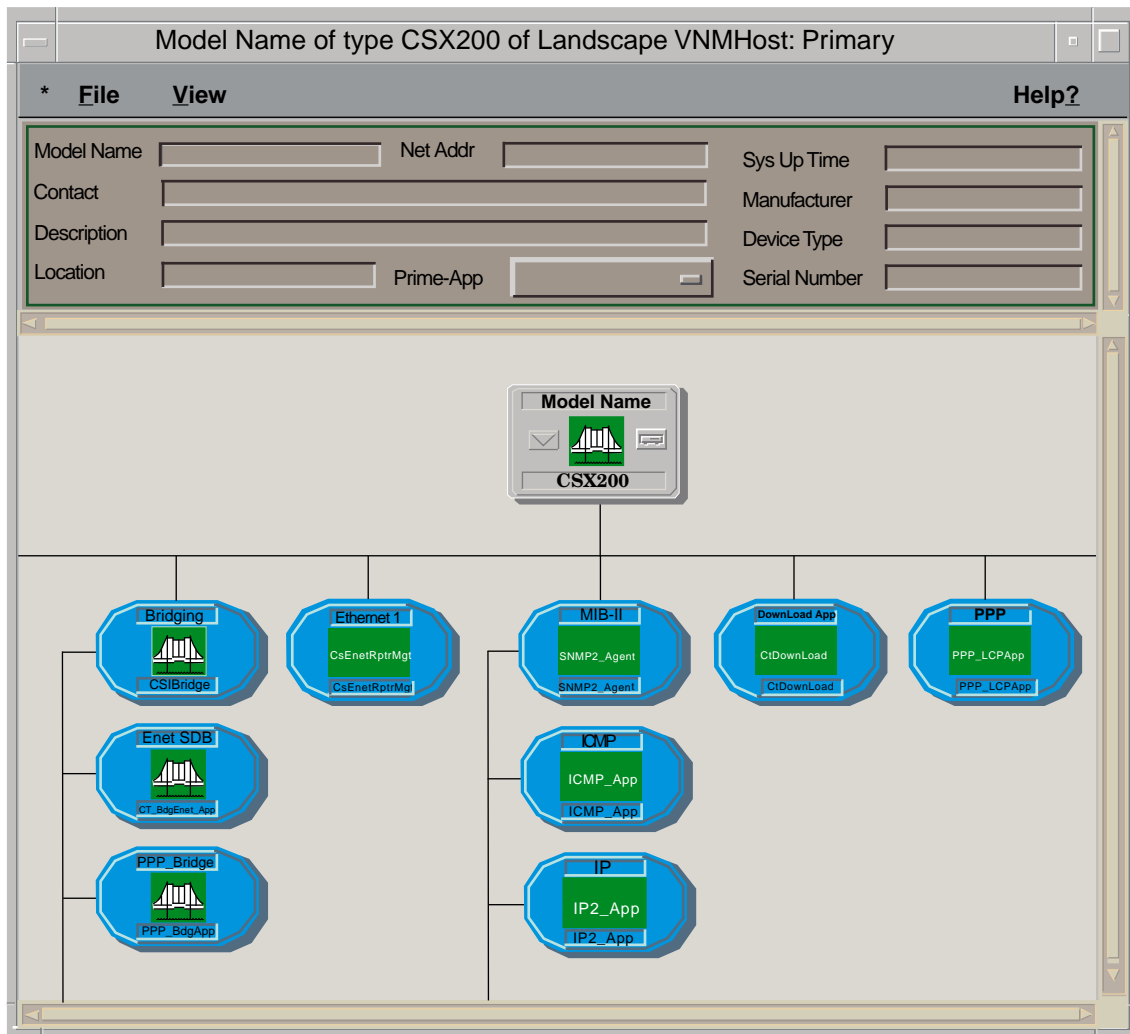 Model Name of type CSX200 of Landscape VNMHost: Primary
* File View Help?
Model Name Net Addr Sys Up Time
Contact Manufacturer
Description Device Type
Location Prime-App Serial Number
Model Name
CSX200
Bridging Ethernet 1 MIB-II DownLoad App PPP
CsEnetRptrMgt SNMP2_Agent CtDownLoad PPP_LCPApp
CSIBridge CsEnetRptrMgt SNMP2_Agent CtDownLoad PPP_LCPApp
Enet SDB ICMP
ICMP_App
CT_BdgEnet_App ICMP_App
PPP_Bridge IP
IP2_App
PPP_BdgApp IP2_App